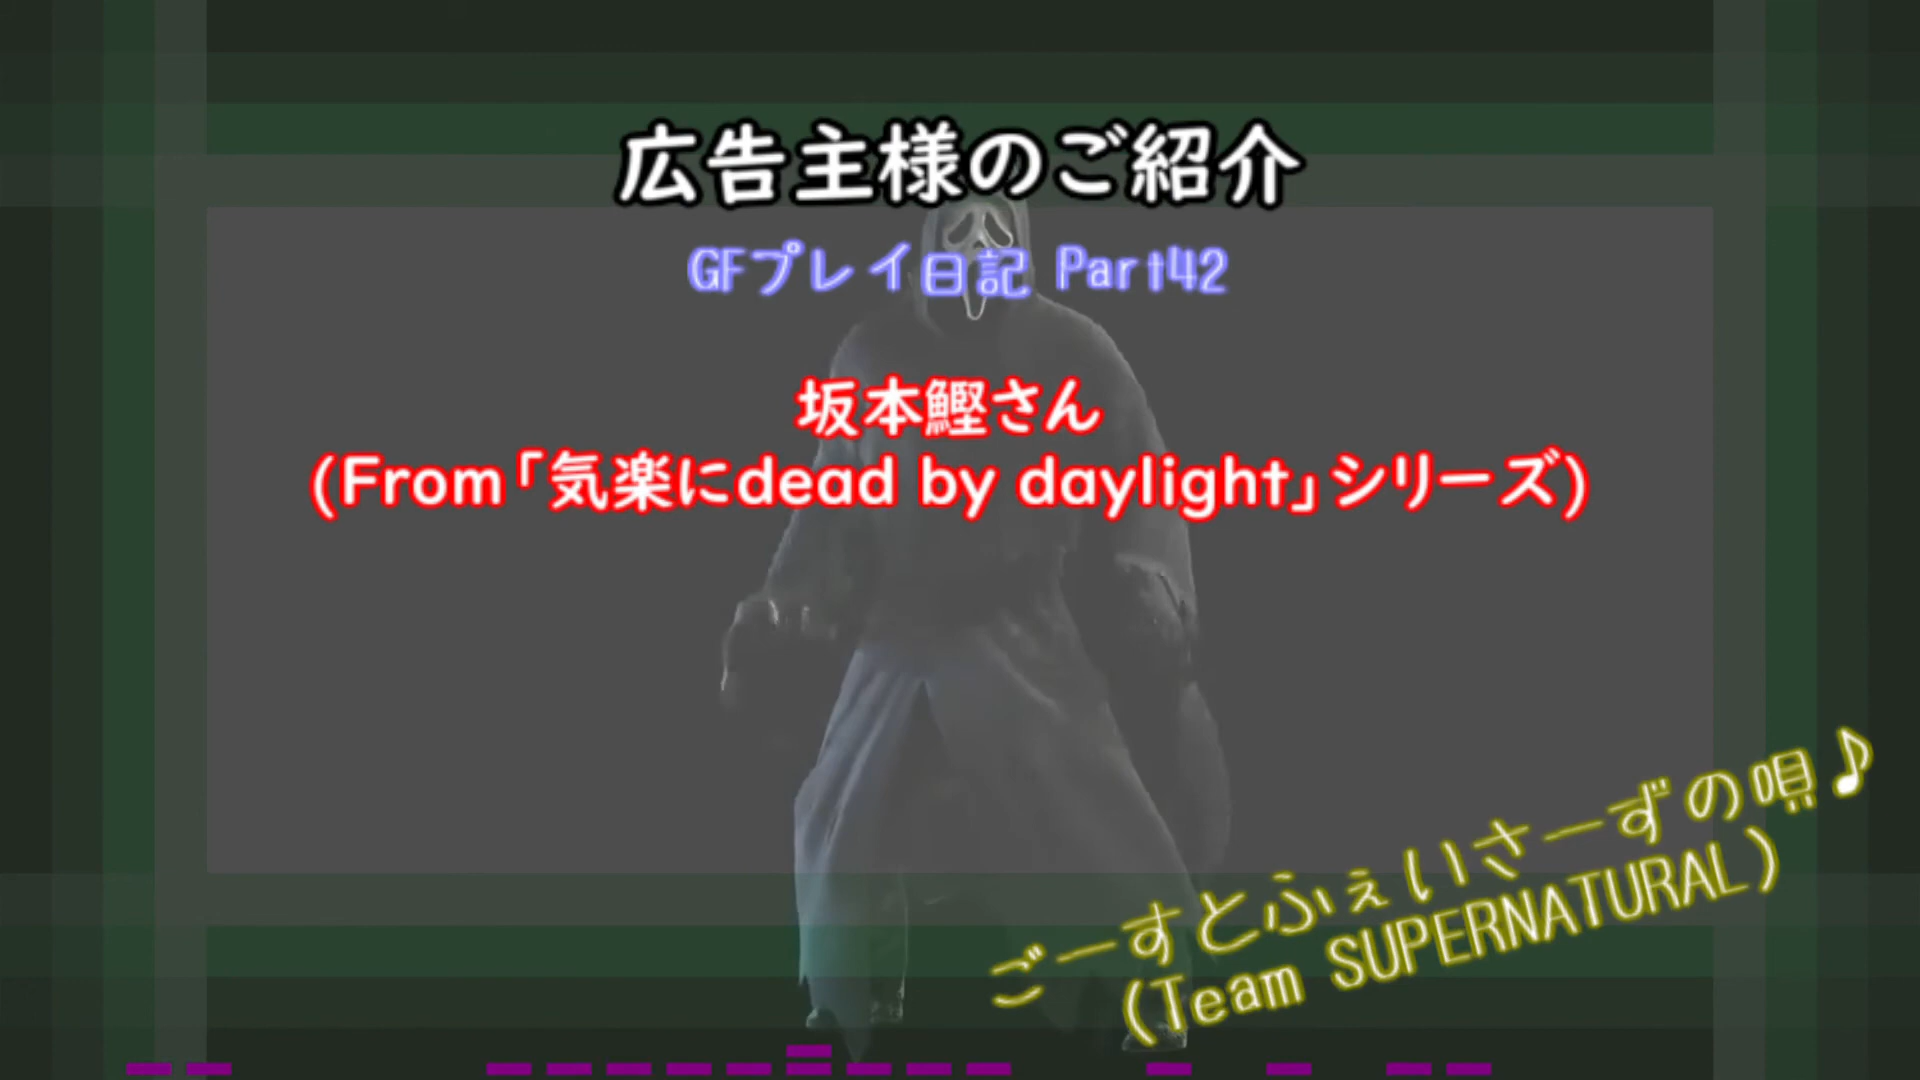 広告主様のご紹介
GFプレイ日記 Part42
坂本鰹さん
(From「気楽にdead by daylight」シリーズ)
ごーすとふぇいさーずの唄♪
(Team SUPERNATURAL)